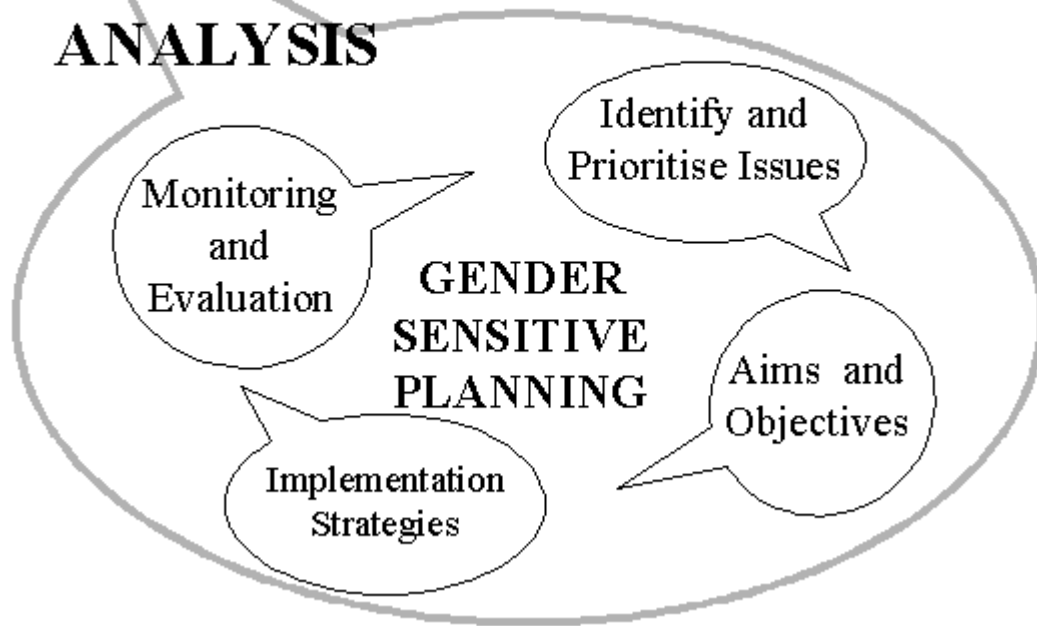 ANALYSIS
Identify and
Prioritise Issues
Monitoring
and
Evaluation
GENDER
SENSITIVE
PLANNING
Aims and
Objectives
Implementation
Strategies